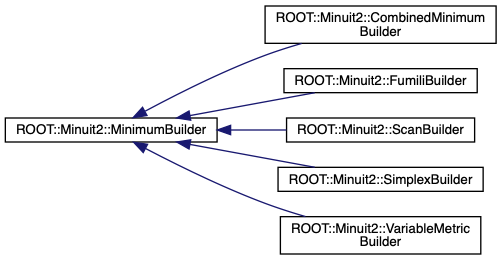 ROOT::Minuit2::CombinedMinimum
Builder
ROOT::Minuit2::FumiliBuilder
ROOT::Minuit2::MinimumBuilder
ROOT::Minuit2::ScanBuilder
ROOT::Minuit2::SimplexBuilder
ROOT::Minuit2::VariableMetric
Builder